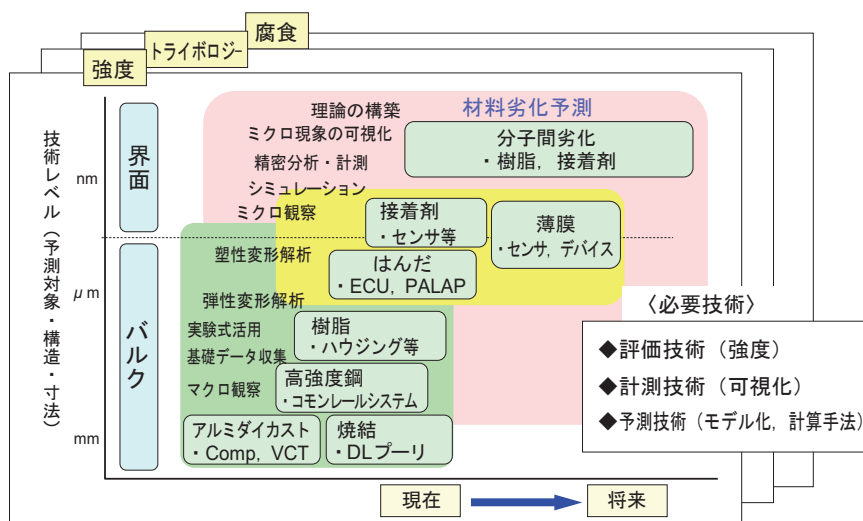 腐食
トライボロジー
強度
技術レベル（予測対象・構造・寸法）
界面
バルク
nm
μm
mm
理論の構築
材料劣化予測
ミクロ現象の可視化
精密分析・計測
シミュレーション
ミクロ観察
塑性変形解析
弾性変形解析
実験式活用
基礎データ収集
マクロ観察
分子間劣化
・樹脂，接着剤
接着剤
・センサ等
薄膜
・センサ, デバイス
はんだ
・ECU, PALAP
樹脂
・ハウジング等
高強度鋼
・コモンレールシステム
アルミダイカスト
・Comp, VCT
焼結
・DLプーリ
〈必要技術〉
◆評価技術（強度）
◆計測技術（可視化）
◆予測技術（モデル化，計算手法）
現在
将来